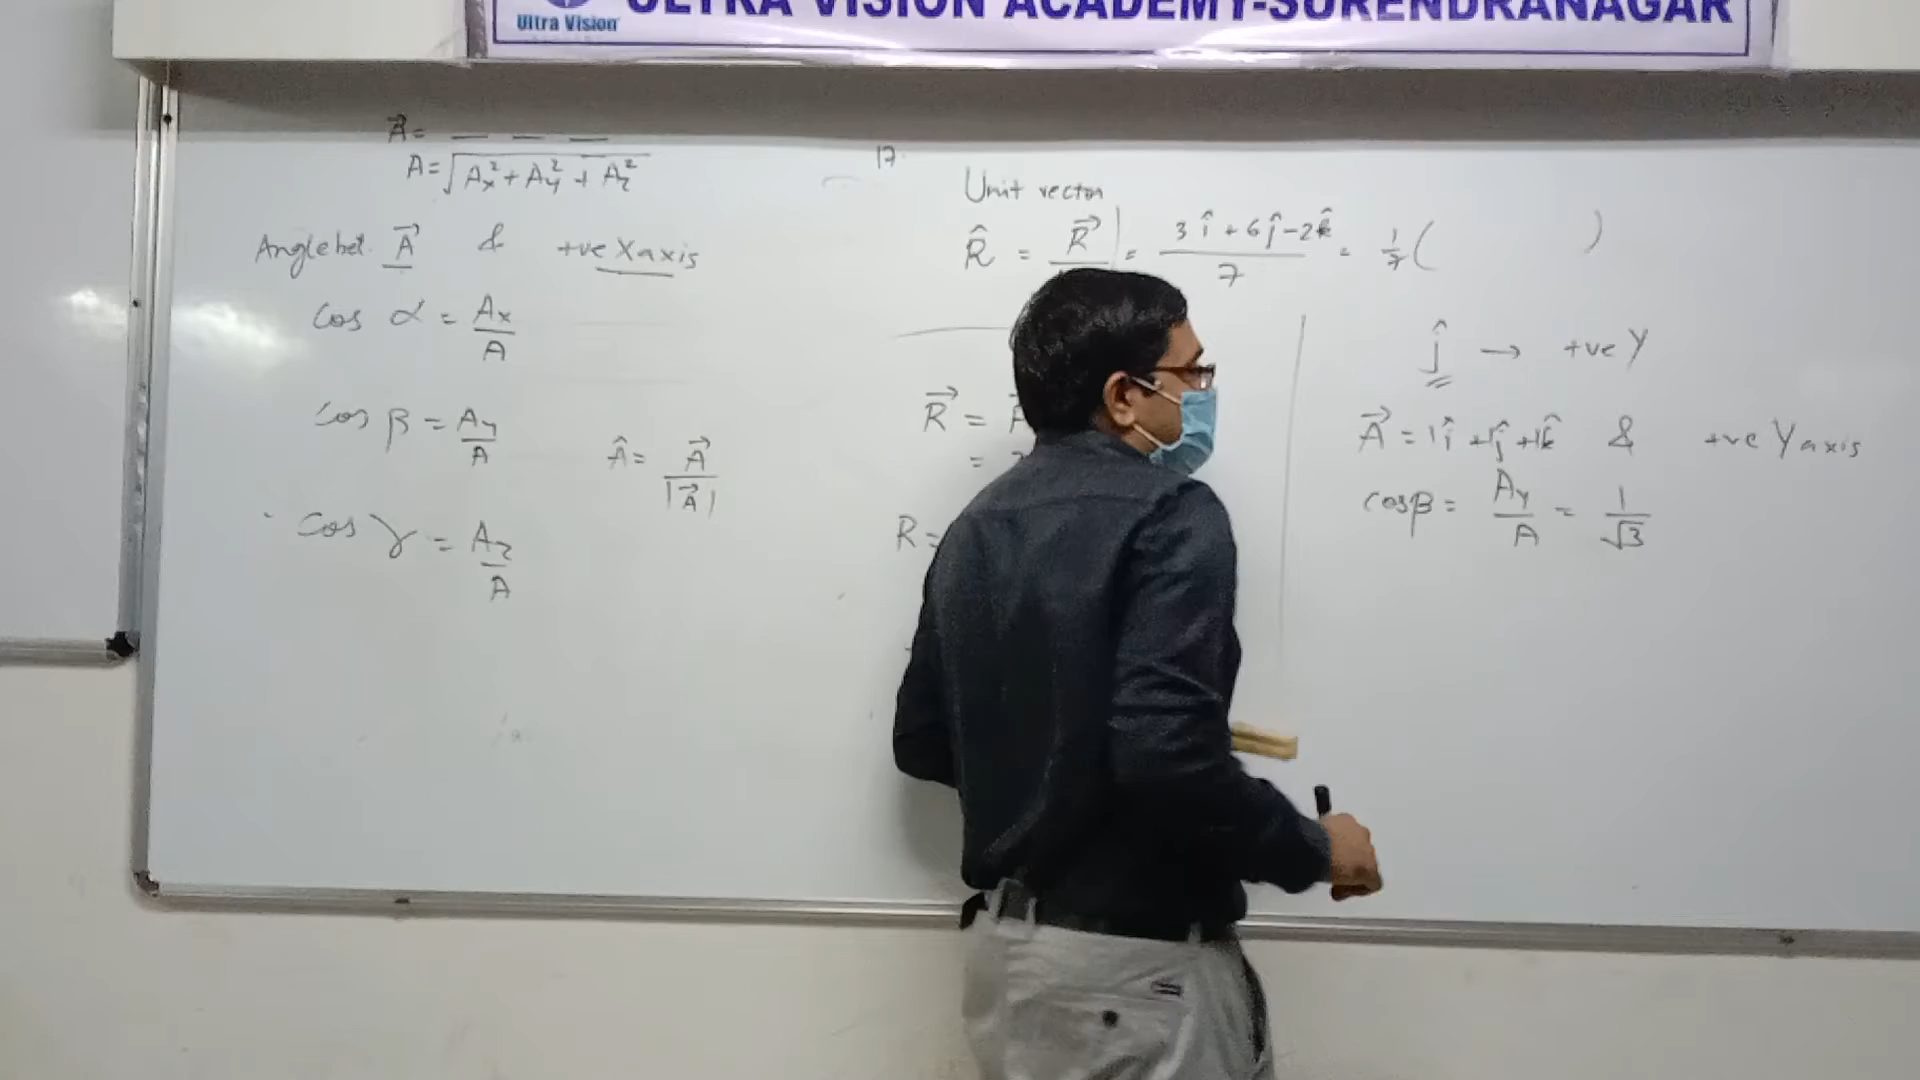 ULTRA VISION ACADEMY-SURENDRANAGAR
Ultra Vision
A⃗ = _ _ _
A = √(Ax² + Ay² + Az²)
Angle bet. A⃗ & +ve X axis
cos α = Ax/A
cos β = Ay/A
Â = A⃗/|A⃗|
cos γ = Az/A
17.
Unit vector
R̂ = R⃗/| = (3î + 6ĵ - 2k̂)/7 = 1/7 ( )
R⃗ =
=
R =
ĵ → +ve Y
A⃗ = 1î + 1ĵ + 1k̂ & +ve Y axis
cosβ = Ay/A = 1/√3